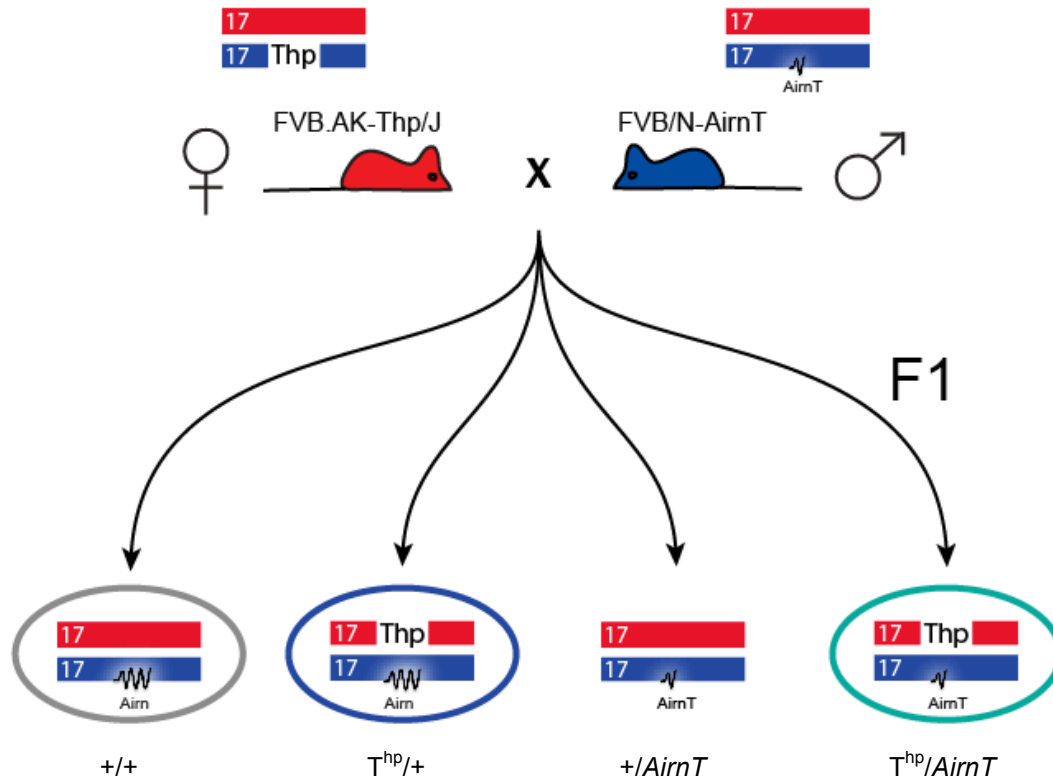 17
17 Thp
17
17
AirnT
FVB.AK-Thp/J
FVB/N-AirnT
x
F1
17
17
Airn
17 Thp
17
Airn
17
17
AirnT
17 Thp
17
AirnT
+/+
Thp/+
+/AirnT
Thp/AirnT